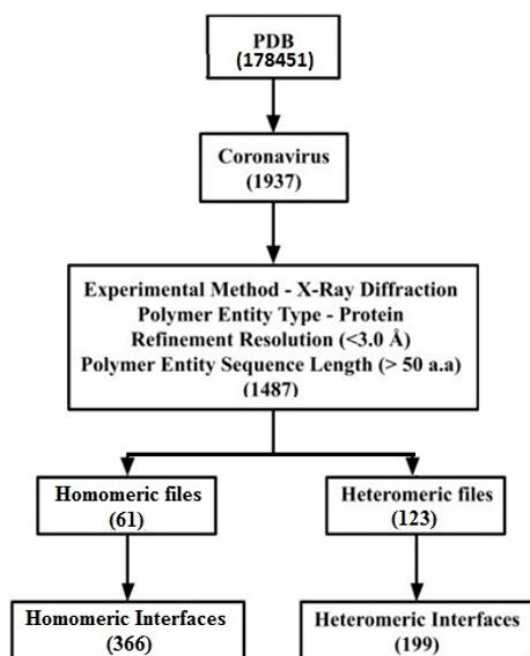 PDB
(178451)
Coronavirus
(1937)
Experimental Method - X-Ray Diffraction
Polymer Entity Type - Protein
Refinement Resolution (<3.0 Å)
Polymer Entity Sequence Length (> 50 a.a)
(1487)
Homomeric files
(61)
Heteromeric files
(123)
Homomeric Interfaces
(366)
Heteromeric Interfaces
(199)